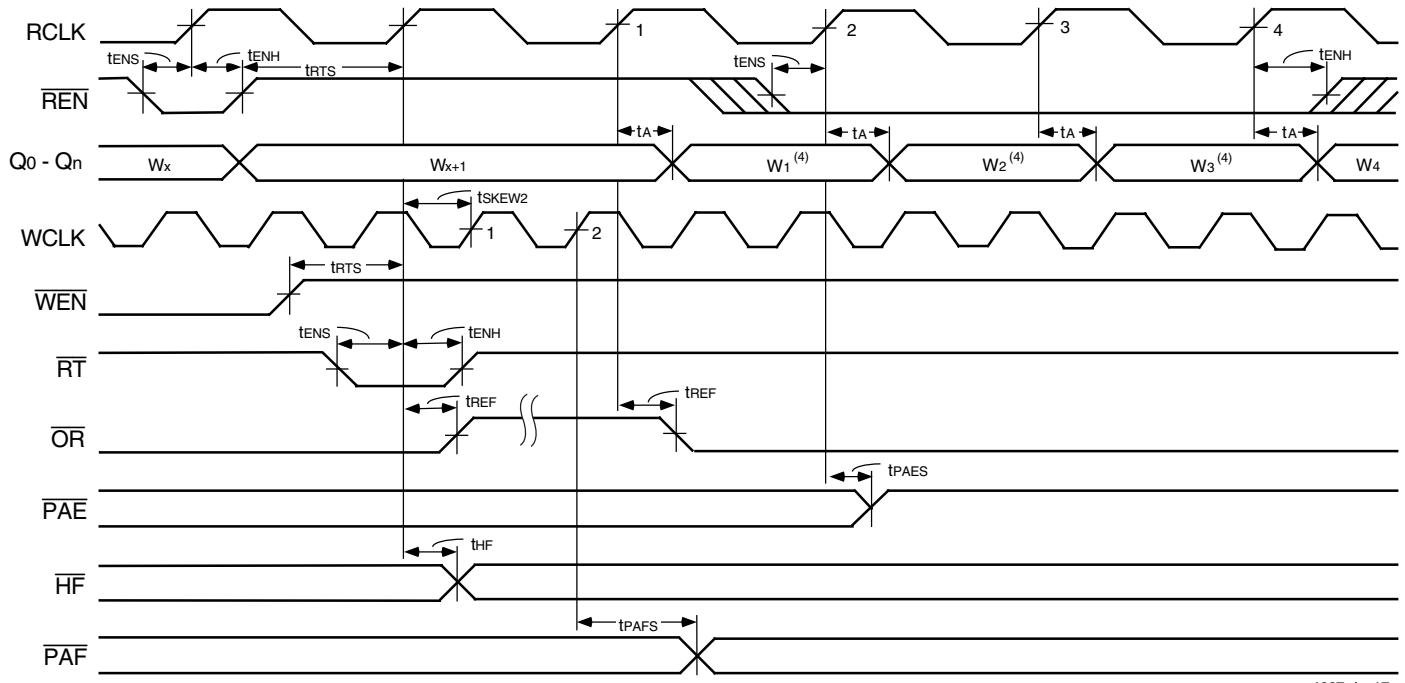 RCLK 1 2 3 4
tENS tENH tRTS tENS tENH
REN
tA tA tA tA
Q0 - Qn Wx Wx+1 W1 (4) W2 (4) W3 (4) W4
tSKEW2
WCLK 1 2
tRTS
WEN
tENS tENH
RT
tREF tREF
OR
tPAES
PAE
tHF
HF
tPAFS
PAF